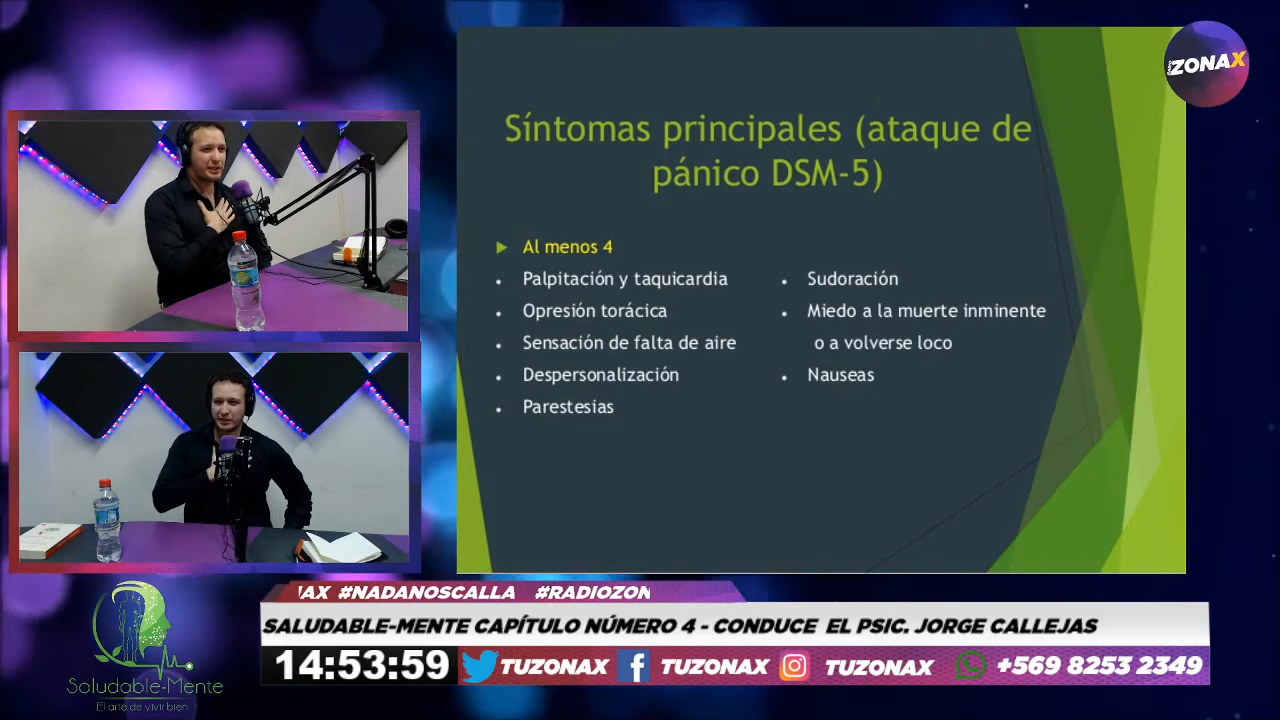 ZONAX
Síntomas principales (ataque de
pánico DSM-5)
Al menos 4
Palpitación y taquicardia
Opresión torácica
Sensación de falta de aire
Despersonalización
Parestesias
Sudoración
Miedo a la muerte inminente
o a volverse loco
Nauseas
AX #NADANOSCALLA #RADIOZON
SALUDABLE-MENTE CAPÍTULO NÚMERO 4 - CONDUCE EL PSIC. JORGE CALLEJAS
14:53:59 TUZONAX TUZONAX TUZONAX +569 8253 2349
Saludable-Mente
El arte de vivir bien